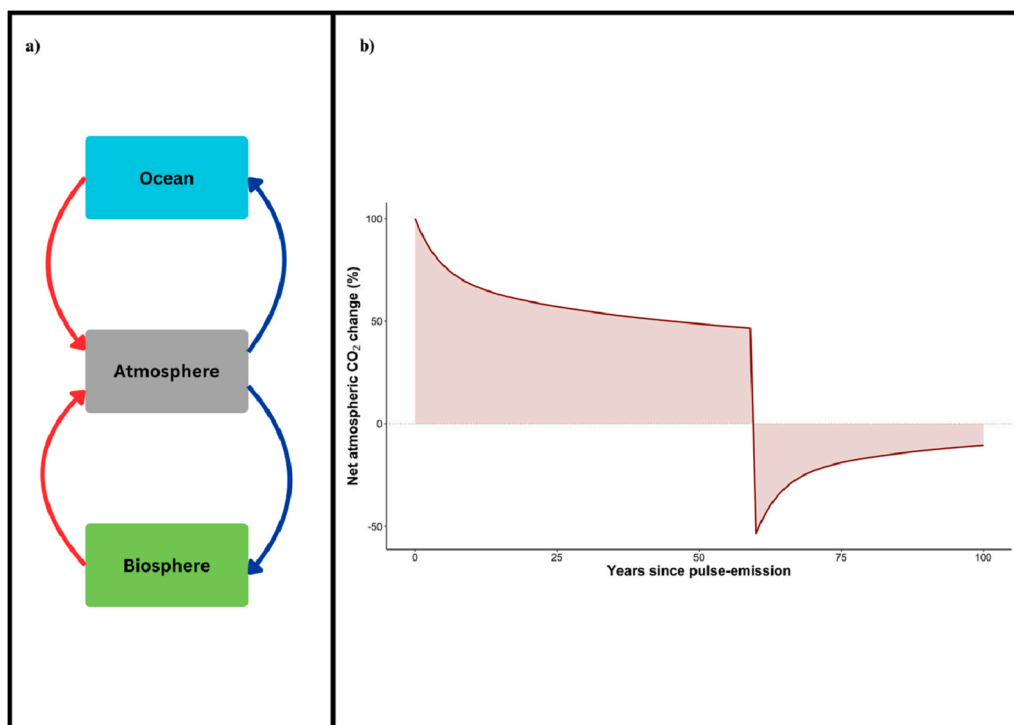 a)
Ocean
Atmosphere
Biosphere
b)
Net atmospheric CO₂ change (%)
100
50
0
-50
0
25
50
75
100
Years since pulse-emission